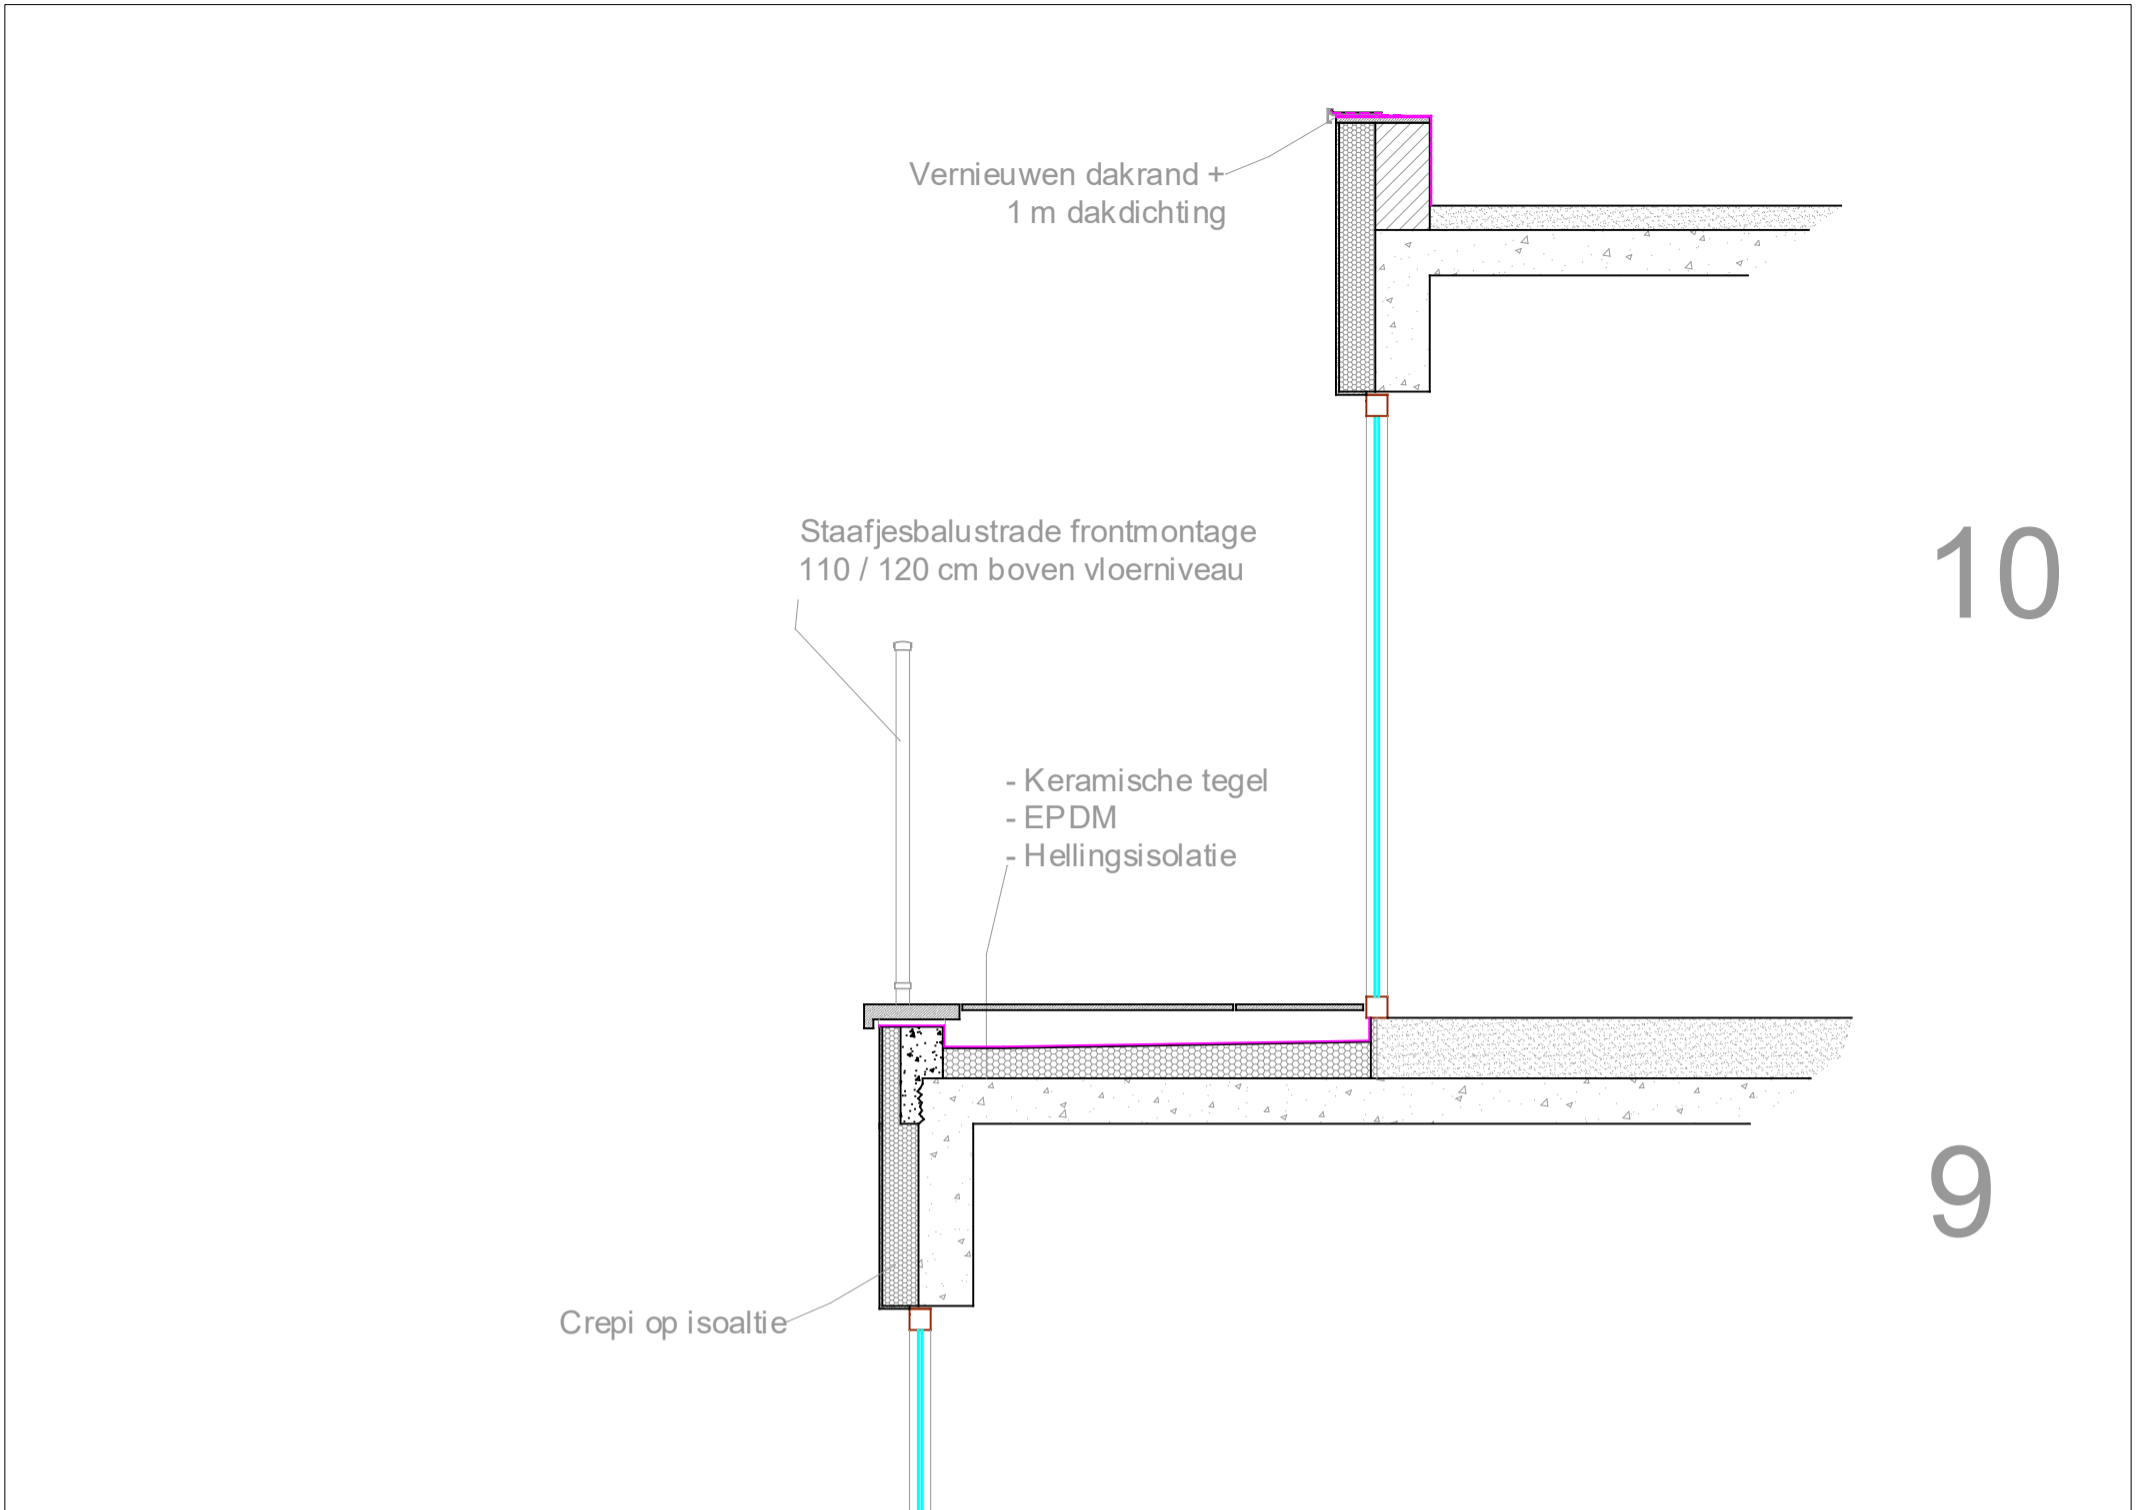 Vernieuwen dakrand +
1 m dakdichting
Staafjesbalustrade frontmontage
110 / 120 cm boven vloerniveau
10
- Keramische tegel
- EPDM
- Hellingsisolatie
9
Crepi op isoaltie